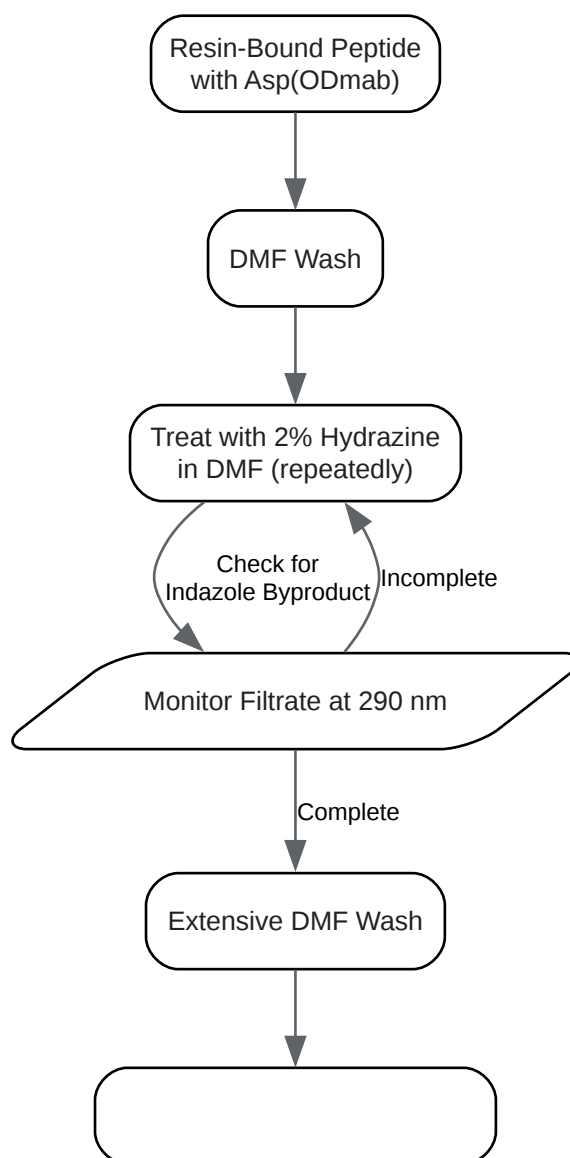 Resin-Bound Peptide
with Asp(ODmab)
DMF Wash
Treat with 2% Hydrazine
in DMF (repeatedly)
Check for
Indazole Byproduct
Incomplete
Monitor Filtrate at 290 nm
Complete
Extensive DMF Wash